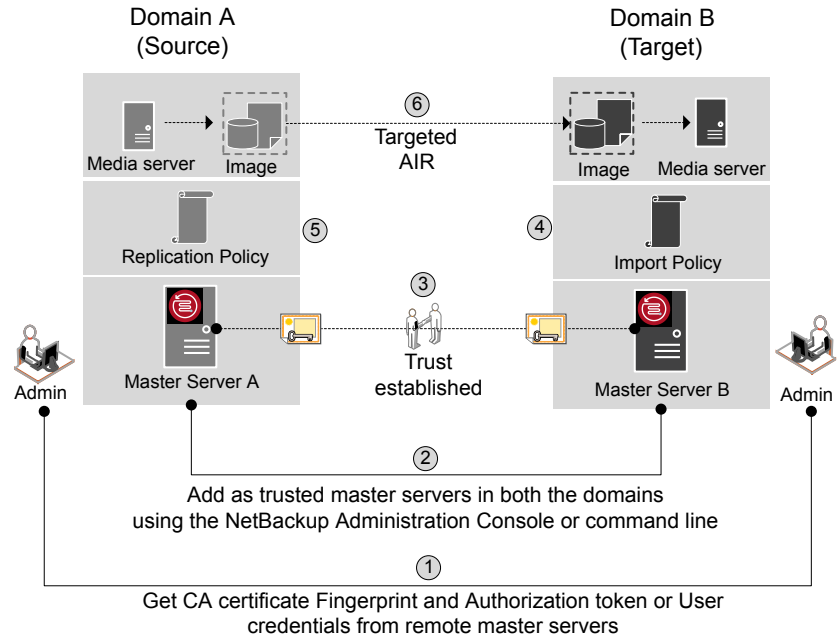 Domain A
(Source)
Domain B
(Target)
Media server
Image
6
Targeted
AIR
Image
Media server
Replication Policy
5
4
Import Policy
3
Trust
established
Master Server A
Master Server B
Admin
Admin
2
Add as trusted master servers in both the domains
using the NetBackup Administration Console or command line
1
Get CA certificate Fingerprint and Authorization token or User
credentials from remote master servers